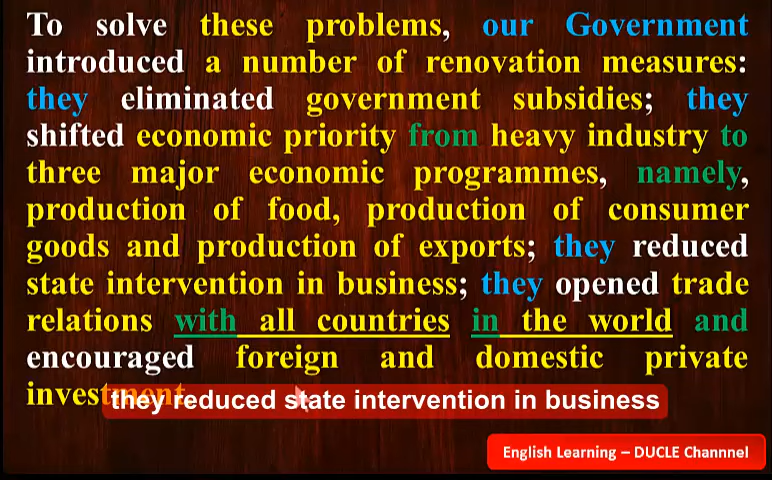 To solve these problems, our Government
introduced a number of renovation measures:
they eliminated government subsidies; they
shifted economic priority from heavy industry to
three major economic programmes, namely,
production of food, production of consumer
goods and production of exports; they reduced
state intervention in business; they opened trade
relations with all countries in the world and
encouraged foreign and domestic private
investment.
they reduced state intervention in business
English Learning – DUCLE Channnel